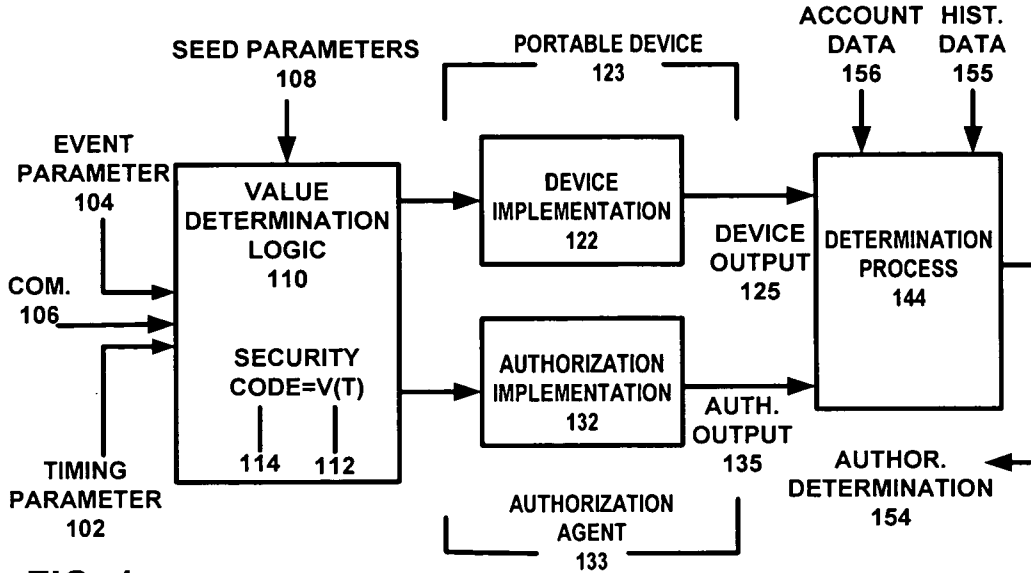 SEED PARAMETERS
108
PORTABLE DEVICE
123
ACCOUNT
DATA
156
HIST.
DATA
155
EVENT
PARAMETER
104
COM.
106
TIMING
PARAMETER
102
VALUE
DETERMINATION
LOGIC
110
SECURITY
CODE=V(T)
114
112
DEVICE
IMPLEMENTATION
122
DEVICE
OUTPUT
125
AUTHORIZATION
IMPLEMENTATION
132
AUTH.
OUTPUT
135
DETERMINATION
PROCESS
144
AUTHOR.
DETERMINATION
154
AUTHORIZATION
AGENT
133